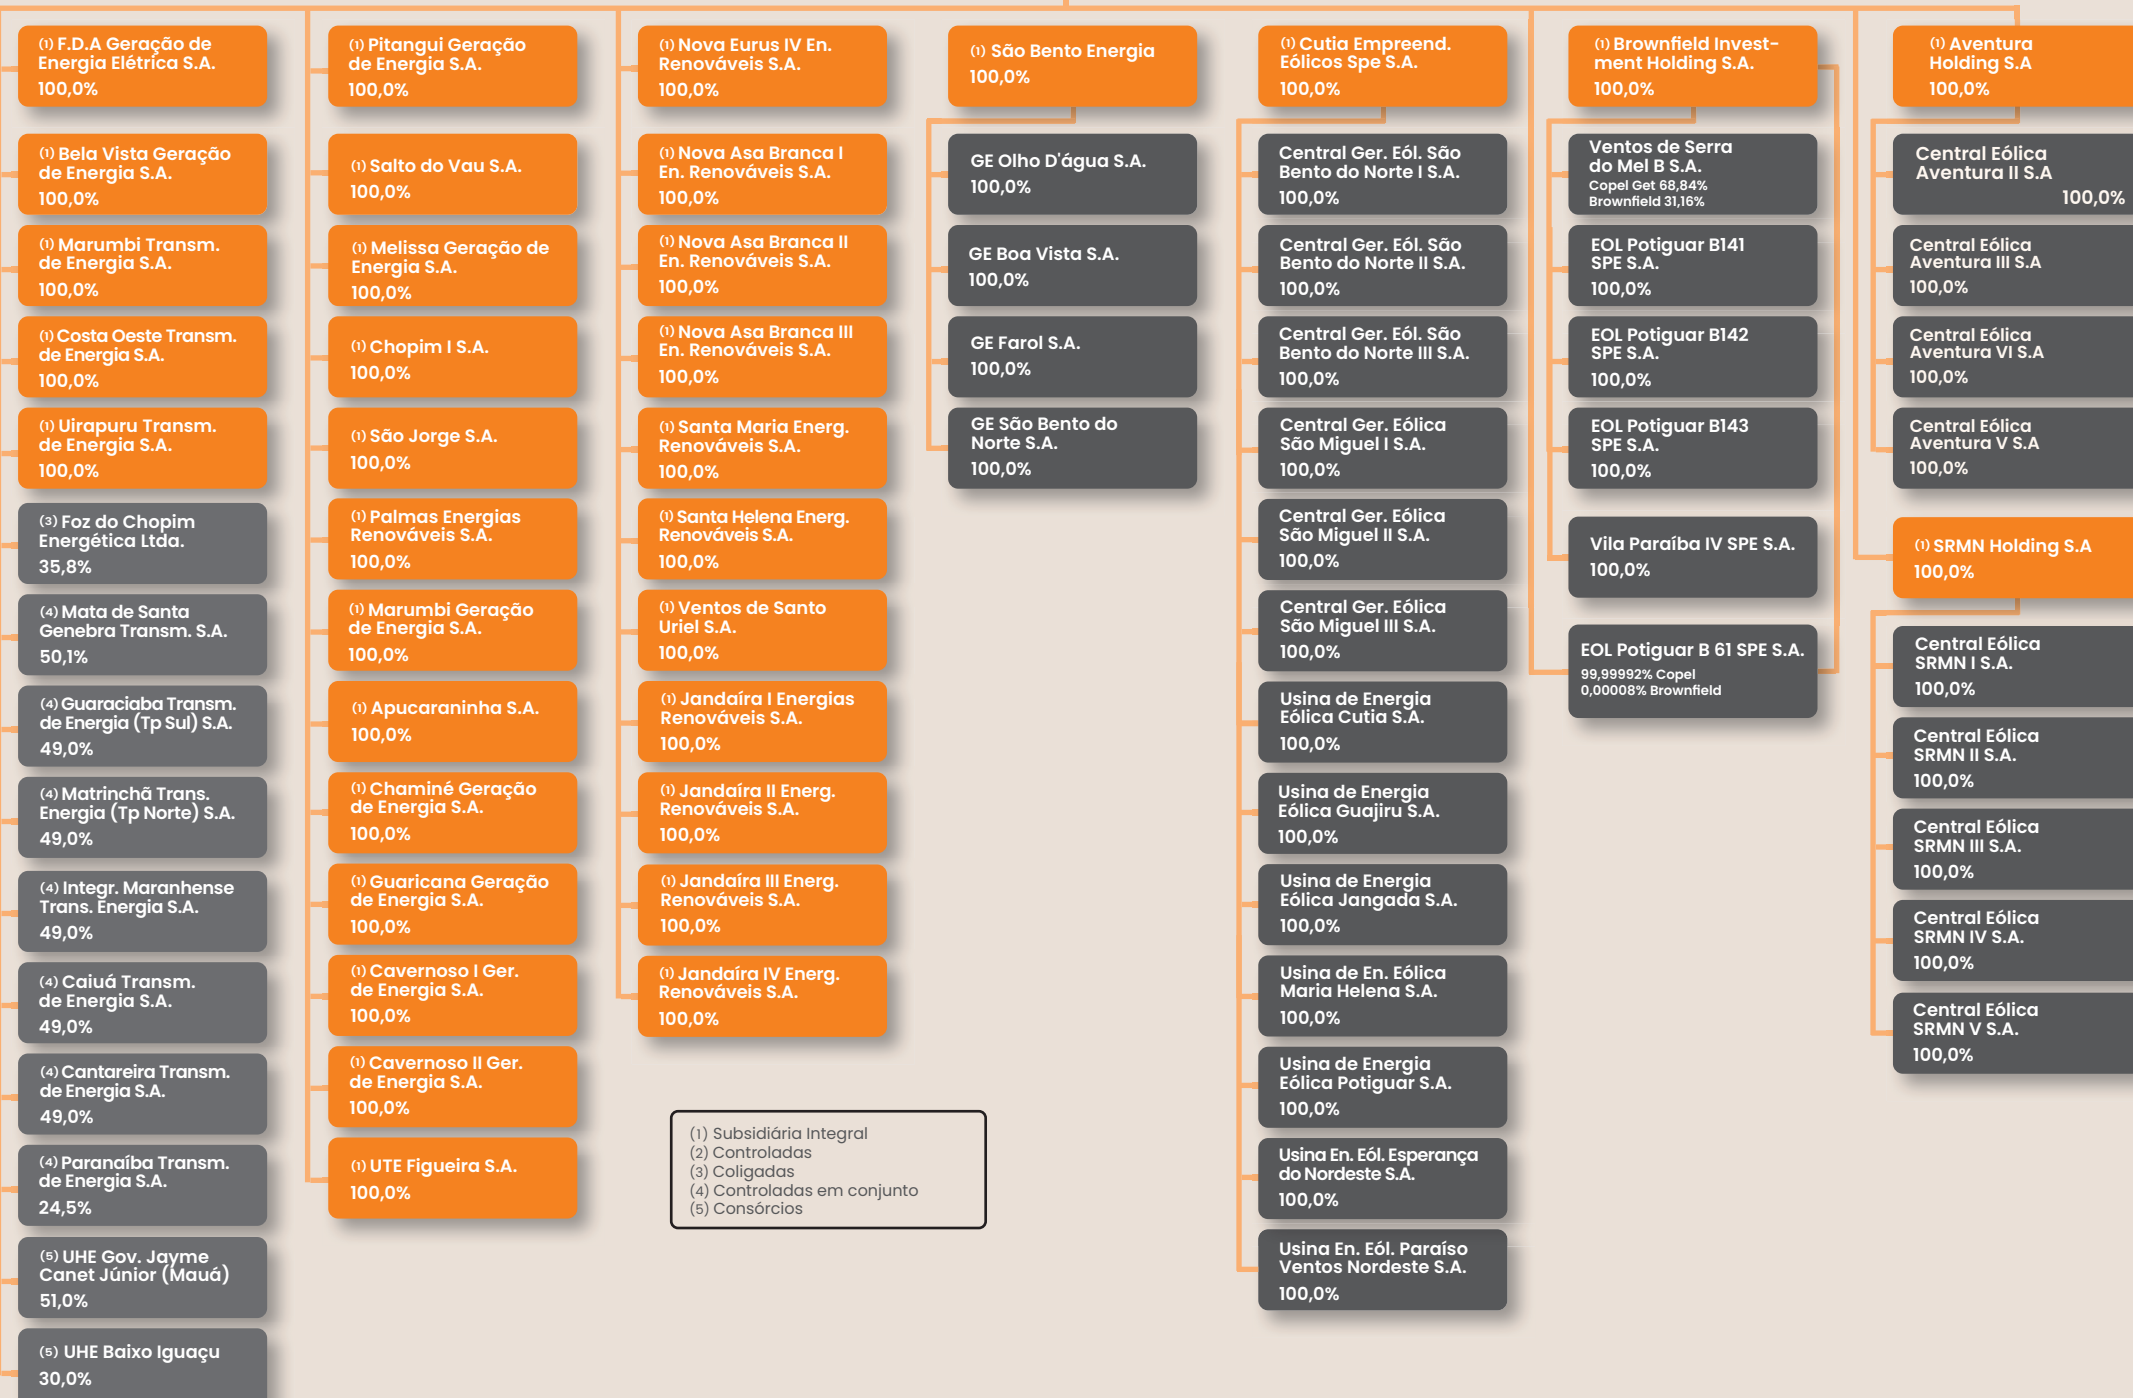 (1) F.D.A Geração de
Energia Elétrica S.A.
100,0%
(1) Bela Vista Geração
de Energia S.A.
100,0%
(1) Marumbi Transm.
de Energia S.A.
100,0%
(1) Costa Oeste Transm.
de Energia S.A.
100,0%
(1) Uirapuru Transm.
de Energia S.A.
100,0%
(3) Foz do Chopim
Energética Ltda.
35,8%
(4) Mata de Santa
Genebra Transm. S.A.
50,1%
(4) Guaraciaba Transm.
de Energia (Tp Sul) S.A.
49,0%
(4) Matrinchã Trans.
Energia (Tp Norte) S.A.
49,0%
(4) Integr. Maranhense
Trans. Energia S.A.
49,0%
(4) Caiuá Transm.
de Energia S.A.
49,0%
(4) Cantareira Transm.
de Energia S.A.
49,0%
(4) Paranaíba Transm.
de Energia S.A.
24,5%
(5) UHE Gov. Jayme
Canet Júnior (Mauá)
51,0%
(5) UHE Baixo Iguaçu
30,0%
(1) Pitangui Geração
de Energia S.A.
100,0%
(1) Salto do Vau S.A.
100,0%
(1) Melissa Geração de
Energia S.A.
100,0%
(1) Chopim I S.A.
100,0%
(1) São Jorge S.A.
100,0%
(1) Palmas Energias
Renováveis S.A.
100,0%
(1) Marumbi Geração
de Energia S.A.
100,0%
(1) Apucaraninha S.A.
100,0%
(1) Chaminé Geração
de Energia S.A.
100,0%
(1) Guaricana Geração
de Energia S.A.
100,0%
(1) Cavernoso I Ger.
de Energia S.A.
100,0%
(1) Cavernoso II Ger.
de Energia S.A.
100,0%
(1) UTE Figueira S.A.
100,0%
(1) Nova Eurus IV En.
Renováveis S.A.
100,0%
(1) Nova Asa Branca I
En. Renováveis S.A.
100,0%
(1) Nova Asa Branca II
En. Renováveis S.A.
100,0%
(1) Nova Asa Branca III
En. Renováveis S.A.
100,0%
(1) Santa Maria Energ.
Renováveis S.A.
100,0%
(1) Santa Helena Energ.
Renováveis S.A.
100,0%
(1) Ventos de Santo
Uriel S.A.
100,0%
(1) Jandaíra I Energias
Renováveis S.A.
100,0%
(1) Jandaíra II Energ.
Renováveis S.A.
100,0%
(1) Jandaíra III Energ.
Renováveis S.A.
100,0%
(1) Jandaíra IV Energ.
Renováveis S.A.
100,0%
(1) Subsidiária Integral
(2) Controladas
(3) Coligadas
(4) Controladas em conjunto
(5) Consórcios
(1) São Bento Energia
100,0%
GE Olho D'água S.A.
100,0%
GE Boa Vista S.A.
100,0%
GE Farol S.A.
100,0%
GE São Bento do
Norte S.A.
100,0%
(1) Cutia Empreend.
Eólicos Spe S.A.
100,0%
Central Ger. Eól. São
Bento do Norte I S.A.
100,0%
Central Ger. Eól. São
Bento do Norte II S.A.
100,0%
Central Ger. Eól. São
Bento do Norte III S.A.
100,0%
Central Ger. Eólica
São Miguel I S.A.
100,0%
Central Ger. Eólica
São Miguel II S.A.
100,0%
Central Ger. Eólica
São Miguel III S.A.
100,0%
Usina de Energia
Eólica Cutia S.A.
100,0%
Usina de Energia
Eólica Guajiru S.A.
100,0%
Usina de Energia
Eólica Jangada S.A.
100,0%
Usina de En. Eólica
Maria Helena S.A.
100,0%
Usina de Energia
Eólica Potiguar S.A.
100,0%
Usina En. Eól. Esperança
do Nordeste S.A.
100,0%
Usina En. Eól. Paraíso
Ventos Nordeste S.A.
100,0%
(1) Brownfield Invest-
ment Holding S.A.
100,0%
Ventos de Serra
do Mel B S.A.
Copel Get 68,84%
Brownfield 31,16%
EOL Potiguar B141
SPE S.A.
100,0%
EOL Potiguar B142
SPE S.A.
100,0%
EOL Potiguar B143
SPE S.A.
100,0%
Vila Paraíba IV SPE S.A.
100,0%
EOL Potiguar B 61 SPE S.A.
99,99992% Copel
0,00008% Brownfield
(1) Aventura
Holding S.A
100,0%
Central Eólica
Aventura II S.A
100,0%
Central Eólica
Aventura III S.A
100,0%
Central Eólica
Aventura VI S.A
100,0%
Central Eólica
Aventura V S.A
100,0%
(1) SRMN Holding S.A
100,0%
Central Eólica
SRMN I S.A.
100,0%
Central Eólica
SRMN II S.A.
100,0%
Central Eólica
SRMN III S.A.
100,0%
Central Eólica
SRMN IV S.A.
100,0%
Central Eólica
SRMN V S.A.
100,0%